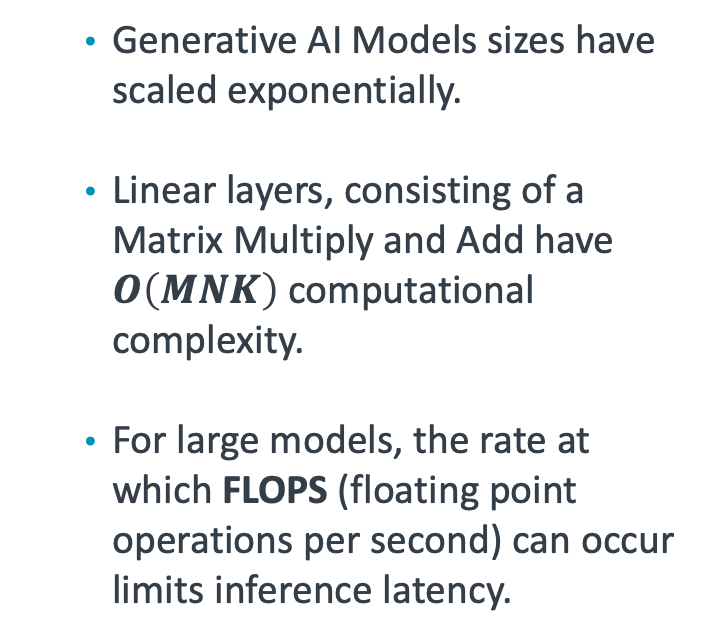 • Generative AI Models sizes have
scaled exponentially.
• Linear layers, consisting of a
Matrix Multiply and Add have
O(MNK) computational
complexity.
• For large models, the rate at
which FLOPS (floating point
operations per second) can occur
limits inference latency.